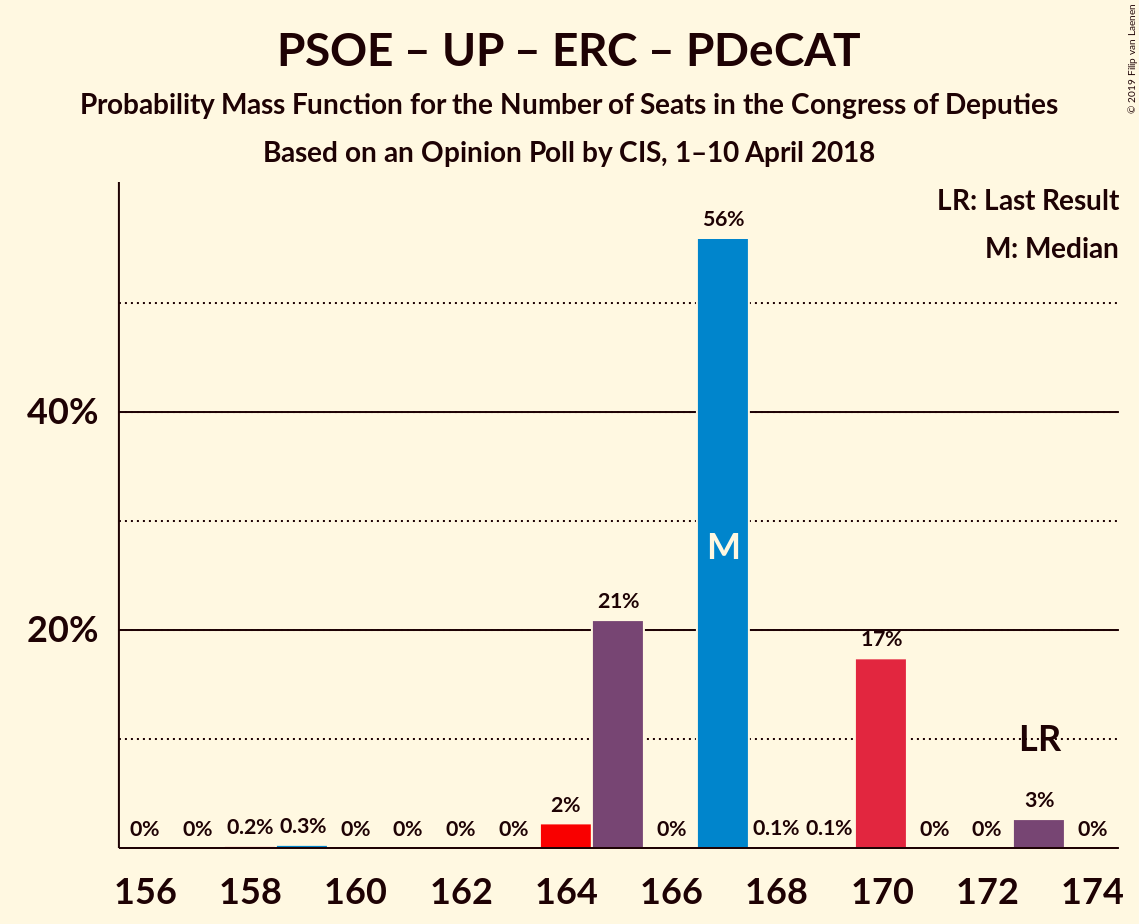 PSOE – UP – ERC – PDeCAT
Probability Mass Function for the Number of Seats in the Congress of Deputies
Based on an Opinion Poll by CIS, 1–10 April 2018
© 2019 Filip van Laenen
LR: Last Result
M: Median
56%
40%
M
21%
20%
17%
LR
2%
3%
0% 0% 0.2% 0.3% 0% 0% 0% 0% 0% 0.1% 0.1% 0% 0% 0%
156 158 160 162 164 166 168 170 172 174